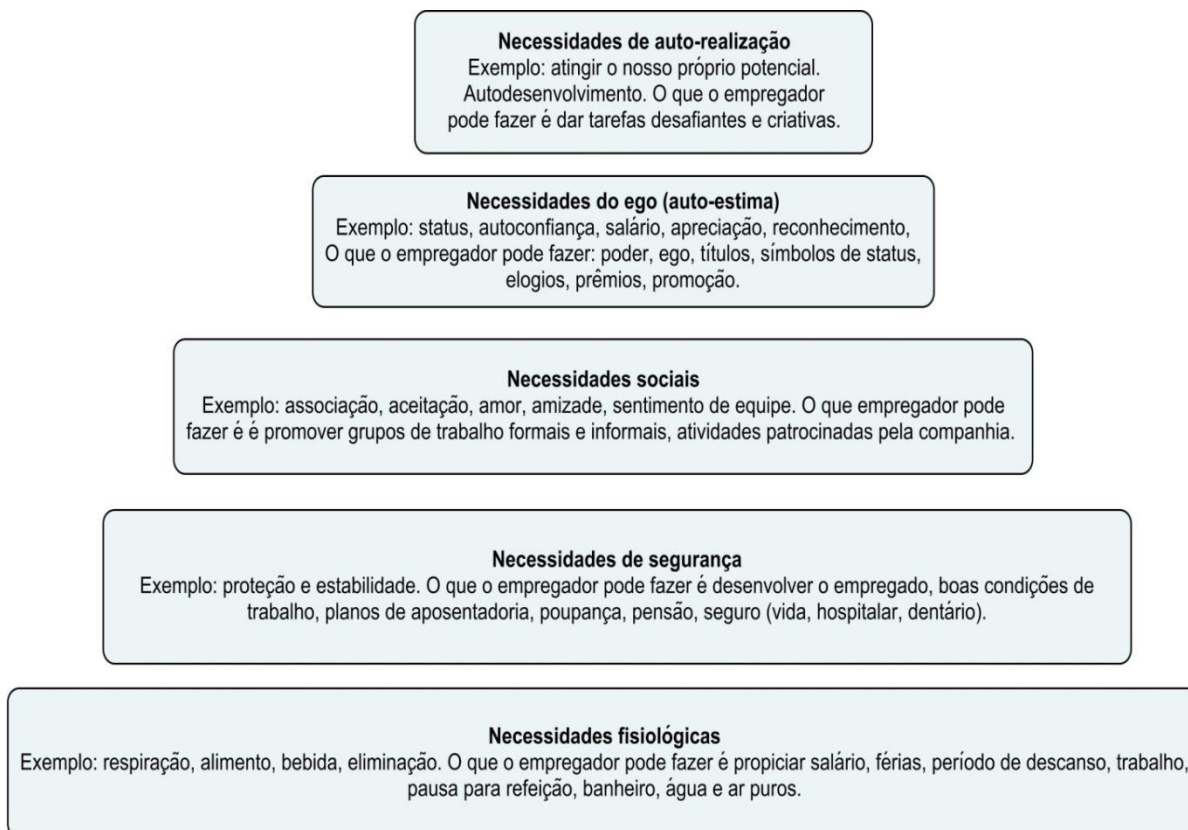 Necessidades de auto-realização
Exemplo: atingir o nosso próprio potencial.
Autodesenvolvimento. O que o empregador
pode fazer é dar tarefas desafiantes e criativas.
Necessidades do ego (auto-estima)
Exemplo: status, autoconfiança, salário, apreciação, reconhecimento,
O que o empregador pode fazer: poder, ego, títulos, símbolos de status,
elogios, prêmios, promoção.
Necessidades sociais
Exemplo: associação, aceitação, amor, amizade, sentimento de equipe. O que empregador pode
fazer é é promover grupos de trabalho formais e informais, atividades patrocinadas pela companhia.
Necessidades de segurança
Exemplo: proteção e estabilidade. O que o empregador pode fazer é desenvolver o empregado, boas condições de
trabalho, planos de aposentadoria, poupança, pensão, seguro (vida, hospitalar, dentário).
Necessidades fisiológicas
Exemplo: respiração, alimento, bebida, eliminação. O que o empregador pode fazer é propiciar salário, férias, período de descanso, trabalho,
pausa para refeição, banheiro, água e ar puros.